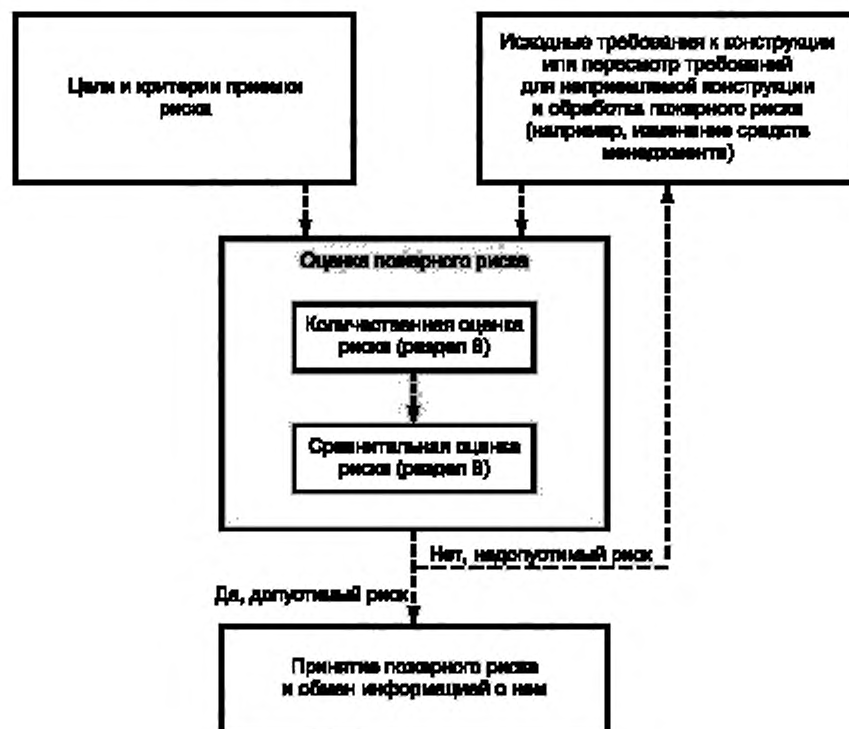 Цели и критерии приемки
риска
Исходные требования к конструкции
или пересмотр требований
для неприемлемой конструкции
и обработка пожарного риска
(например, изменение средств
менеджмента)
Оценка пожарного риска
Количественная оценка
риска (раздел 6)
Сравнительная оценка
риска (раздел 8)
Нет, недопустимый риск
Да, допустимый риск
Принятие пожарного риска
и обмен информацией о нем